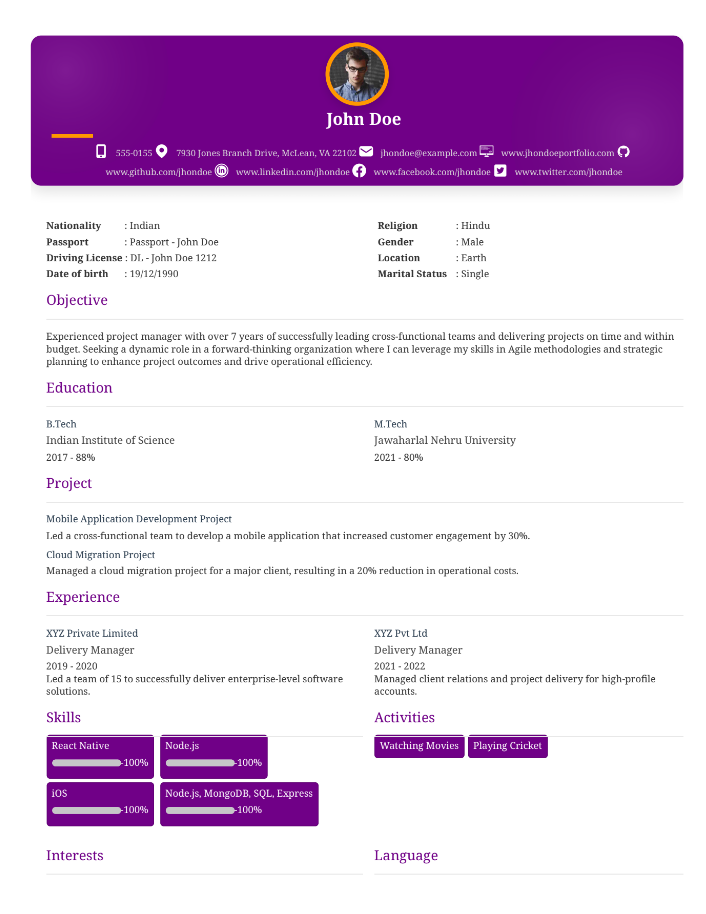 John Doe
555-0155 7930 Jones Branch Drive, McLean, VA 22102 jhondoe@example.com www.jhondoeportfolio.com
www.github.com/jhondoe www.linkedin.com/jhondoe www.facebook.com/jhondoe www.twitter.com/jhondoe
Nationality : Indian
Passport : Passport - John Doe
Driving License : DL - John Doe 1212
Date of birth : 19/12/1990
Religion : Hindu
Gender : Male
Location : Earth
Marital Status : Single
Objective
Experienced project manager with over 7 years of successfully leading cross-functional teams and delivering projects on time and within
budget. Seeking a dynamic role in a forward-thinking organization where I can leverage my skills in Agile methodologies and strategic
planning to enhance project outcomes and drive operational efficiency.
Education
B.Tech
Indian Institute of Science
2017 - 88%
M.Tech
Jawaharlal Nehru University
2021 - 80%
Project
Mobile Application Development Project
Led a cross-functional team to develop a mobile application that increased customer engagement by 30%.
Cloud Migration Project
Managed a cloud migration project for a major client, resulting in a 20% reduction in operational costs.
Experience
XYZ Private Limited
Delivery Manager
2019 - 2020
Led a team of 15 to successfully deliver enterprise-level software
solutions.
XYZ Pvt Ltd
Delivery Manager
2021 - 2022
Managed client relations and project delivery for high-profile
accounts.
Skills
React Native
-100%
Node.js
-100%
iOS
-100%
Node.js, MongoDB, SQL, Express
-100%
Activities
Watching Movies
Playing Cricket
Interests
Language